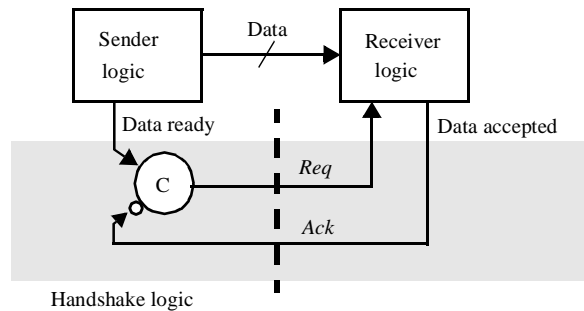 Sender
logic
Data
Receiver
logic
Data ready
Data accepted
C
Req
Ack
Handshake logic